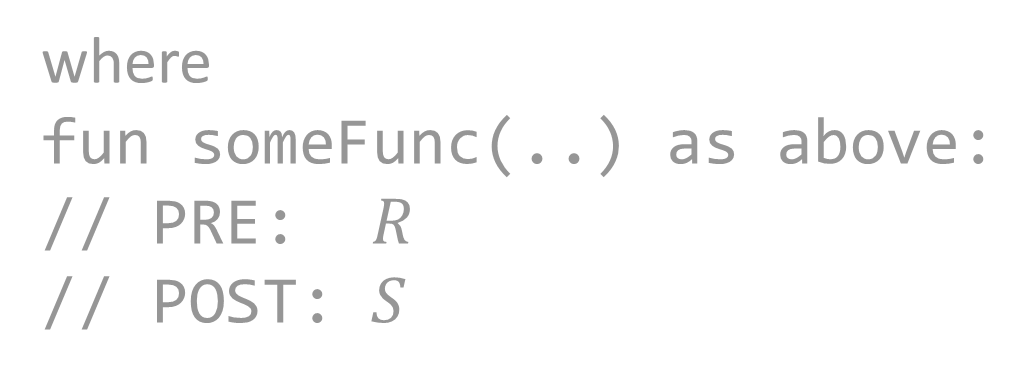 where
fun someFunc(..) as above:
// PRE: R
// POST: S